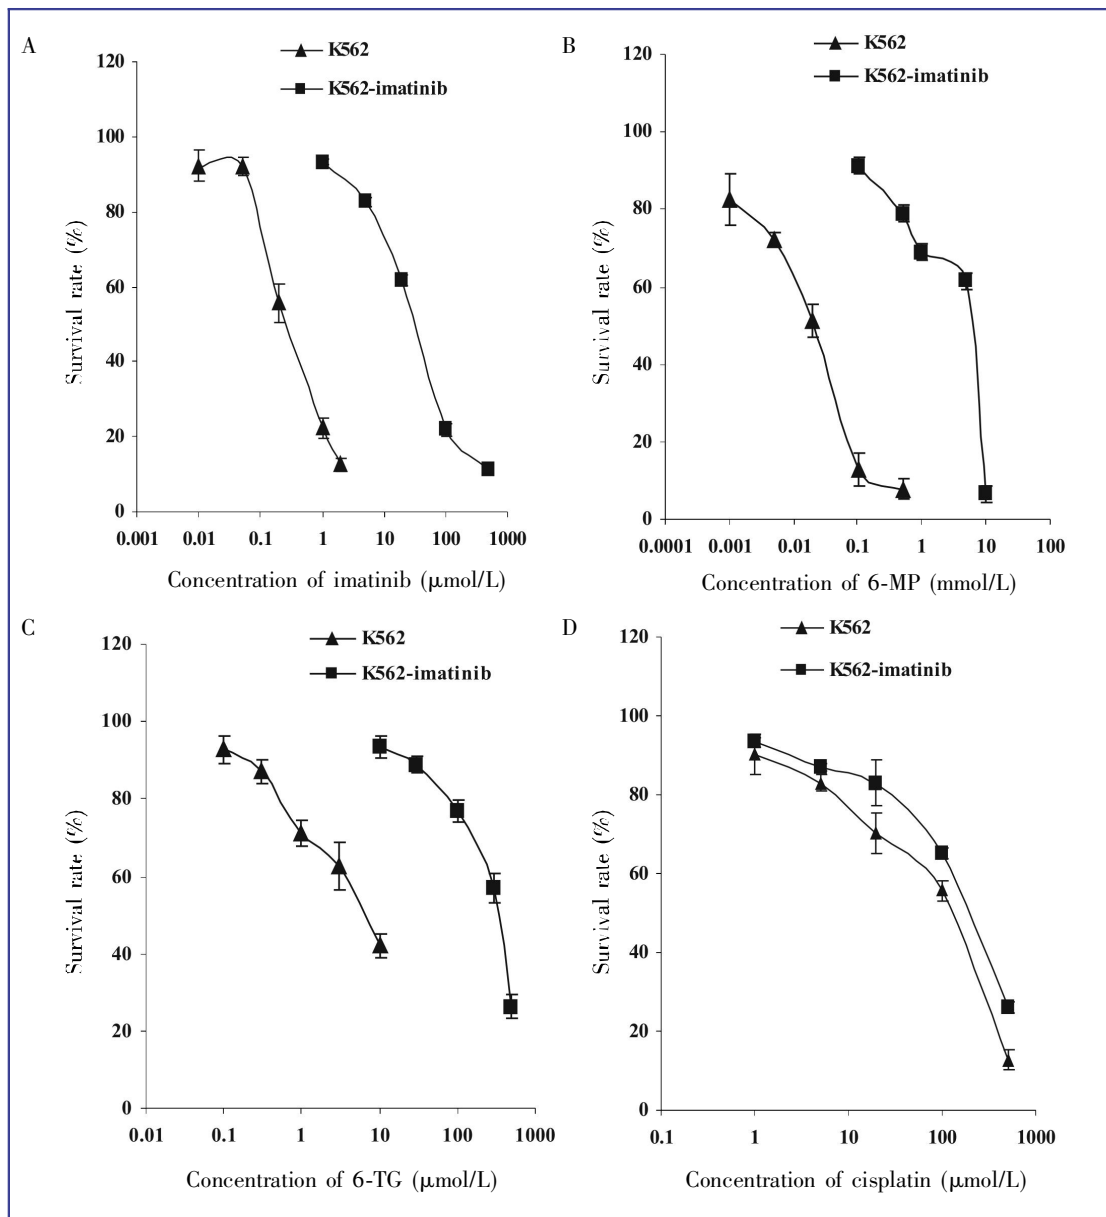 A
K562
K562-imatinib
120
100
80
60
40
20
0
0.001 0.01 0.1 1 10 100 1000
Survival rate (%)
Concentration of imatinib (μmol/L)
B
K562
K562-imatinib
120
100
80
60
40
20
0
0.0001 0.001 0.01 0.1 1 10 100
Survival rate (%)
Concentration of 6-MP (mmol/L)
C
K562
K562-imatinib
120
100
80
60
40
20
0
0.01 0.1 1 10 100 1000
Survival rate (%)
Concentration of 6-TG (μmol/L)
D
K562
K562-imatinib
120
100
80
60
40
20
0
0.1 1 10 100 1000
Survival rate (%)
Concentration of cisplatin (μmol/L)